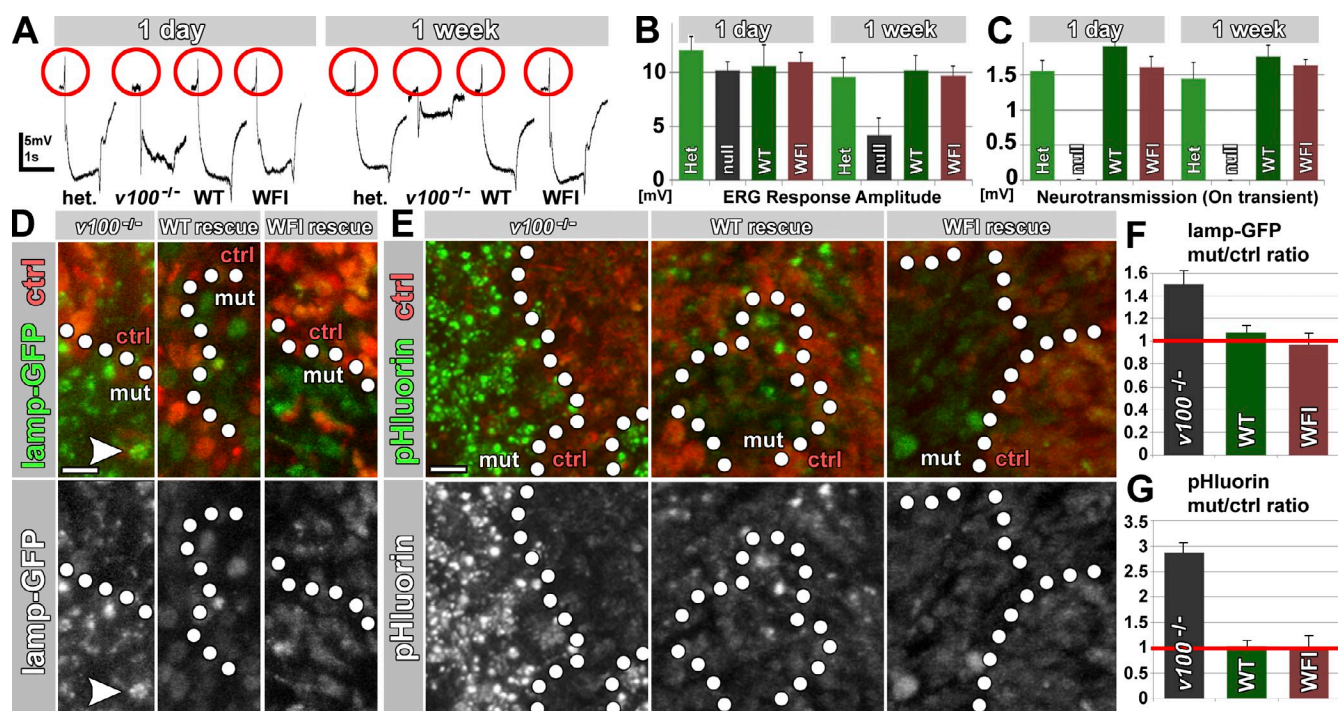 A
1 day
1 week
5mV
1s
het.
v100-/-
WT
WFI
het.
v100-/-
WT
WFI
B
1 day
1 week
10
5
0
[mV]
Het
null
WT
WFI
Het
null
WT
WFI
ERG Response Amplitude
C
1 day
1 week
1.5
1
0.5
0
[mV]
Het
null
WT
WFI
Het
null
WT
WFI
Neurotransmission (On transient)
D
v100-/-
WT rescue
WFI rescue
lamp-GFP ctrl
ctrl
mut
ctrl
mut
ctrl
mut
lamp-GFP
E
v100-/-
WT rescue
WFI rescue
pHluorin ctrl
mut
ctrl
mut
ctrl
mut
ctrl
pHluorin
F
lamp-GFP
mut/ctrl ratio
1.6
1.4
1.2
1
0.8
0.6
0.4
0.2
0
v100-/-
WT
WFI
G
pHluorin
mut/ctrl ratio
3.5
3
2.5
2
1.5
1
0.5
0
v100-/-
WT
WFI